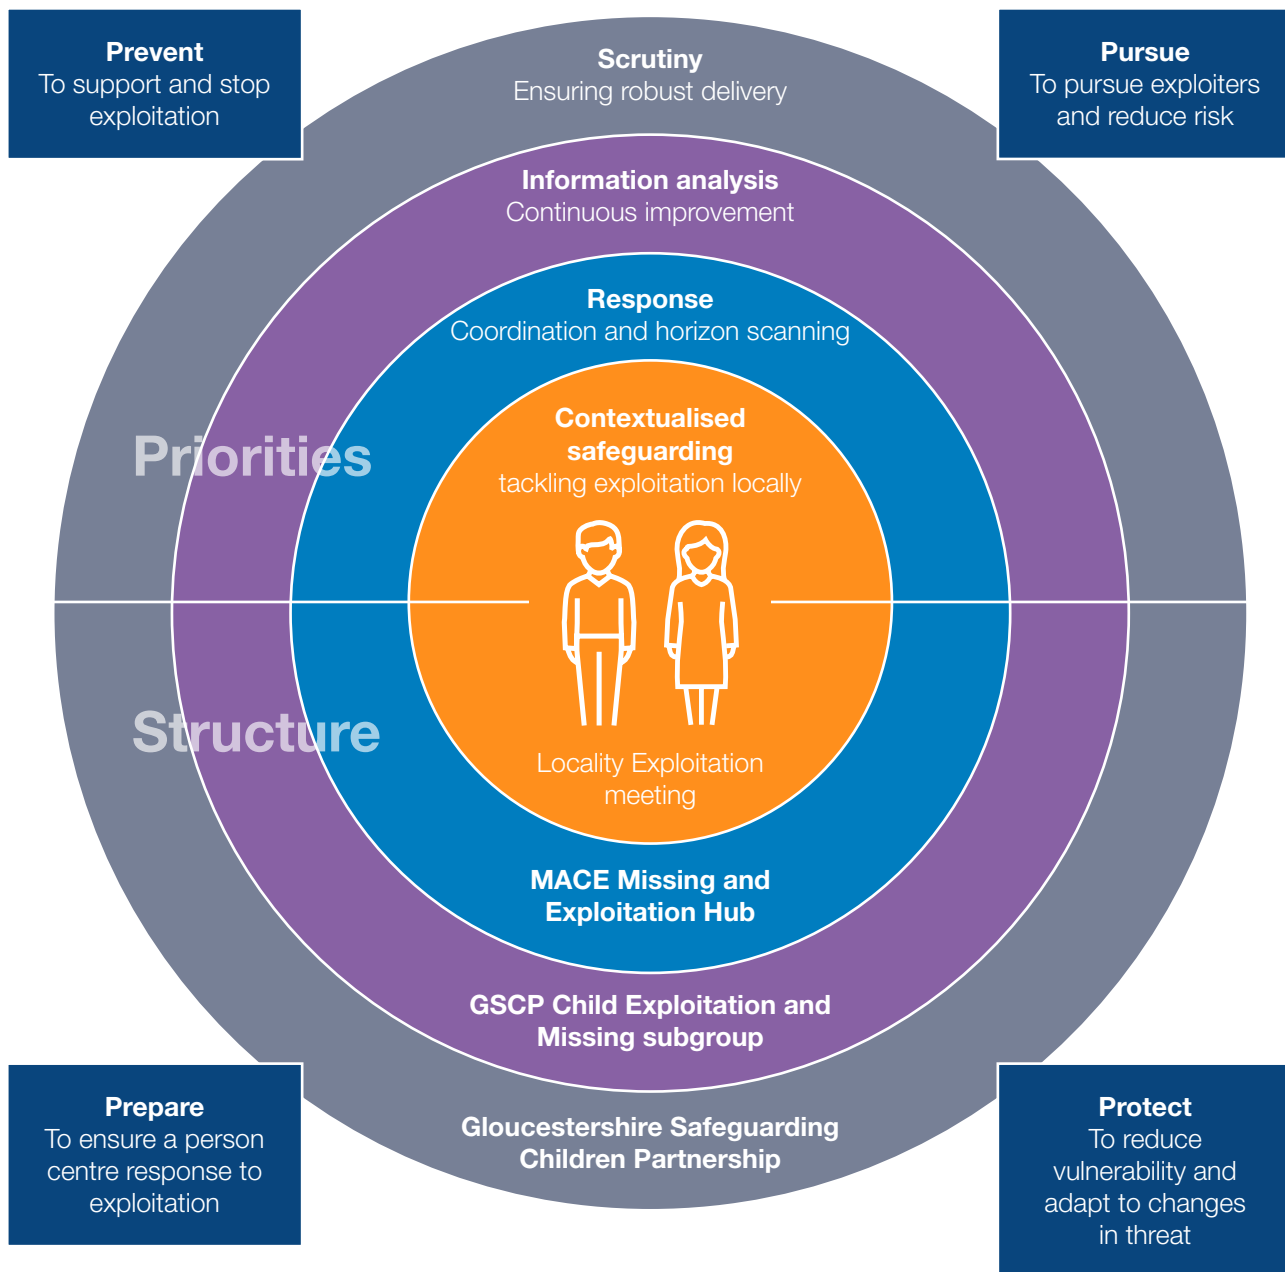 Prevent
To support and stop
exploitation
Scrutiny
Ensuring robust delivery
Pursue
To pursue exploiters
and reduce risk
Information analysis
Continuous improvement
Response
Coordination and horizon scanning
Contextualised
safeguarding
tackling exploitation locally
Priorities
Structure
Locality Exploitation
meeting
MACE Missing and
Exploitation Hub
GSCP Child Exploitation and
Missing subgroup
Gloucestershire Safeguarding
Children Partnership
Prepare
To ensure a person
centre response to
exploitation
Protect
To reduce
vulnerability and
adapt to changes
in threat